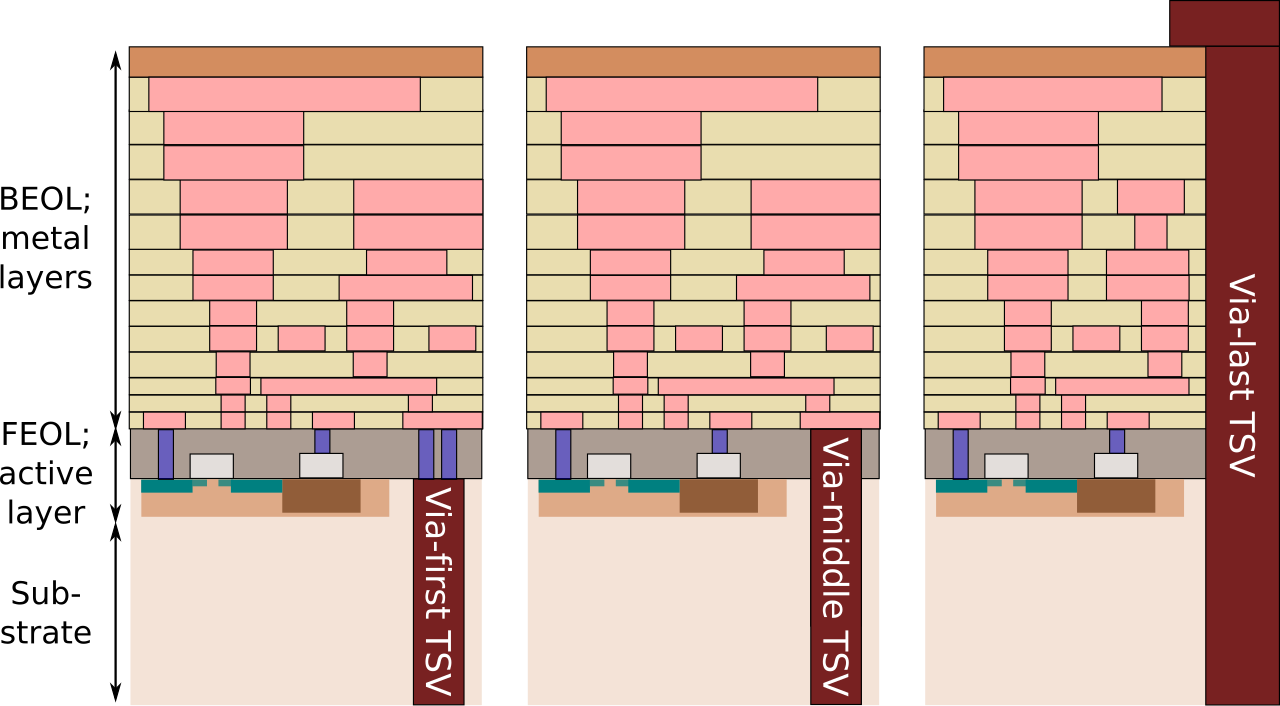 BEOL;
metal
layers
FEOL;
active
layer
Sub-
strate
Via-first TSV
Via-middle TSV
Via-last TSV